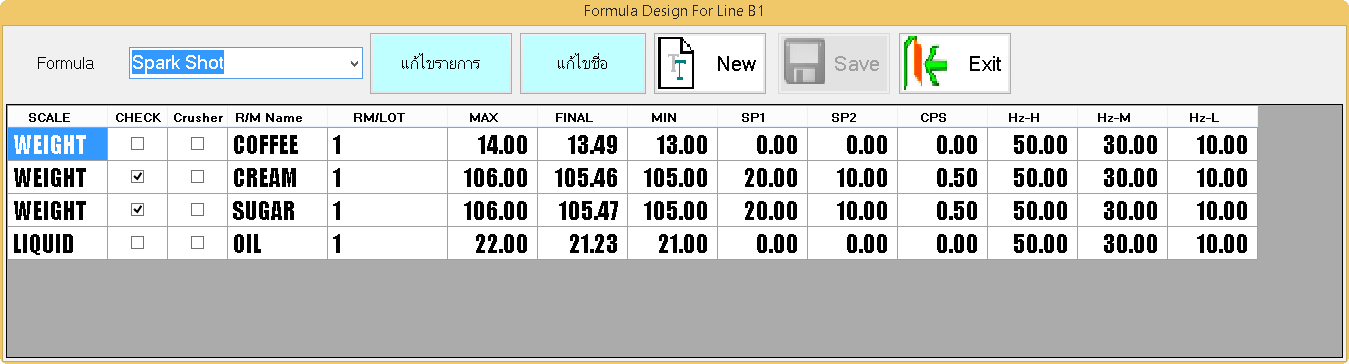 Formula Design For Line B1
Formula Spark Shot แก้ไขรายการ แก้ไขชื่อ New Save Exit
SCALE CHECK Crusher R/M Name RM/LOT MAX FINAL MIN SP1 SP2 CPS Hz-H Hz-M Hz-L
WEIGHT COFFEE 1 14.00 13.49 13.00 0.00 0.00 0.00 50.00 30.00 10.00
WEIGHT CREAM 1 106.00 105.46 105.00 20.00 10.00 0.50 50.00 30.00 10.00
WEIGHT SUGAR 1 106.00 105.47 105.00 20.00 10.00 0.50 50.00 30.00 10.00
LIQUID OIL 1 22.00 21.23 21.00 0.00 0.00 0.00 50.00 30.00 10.00